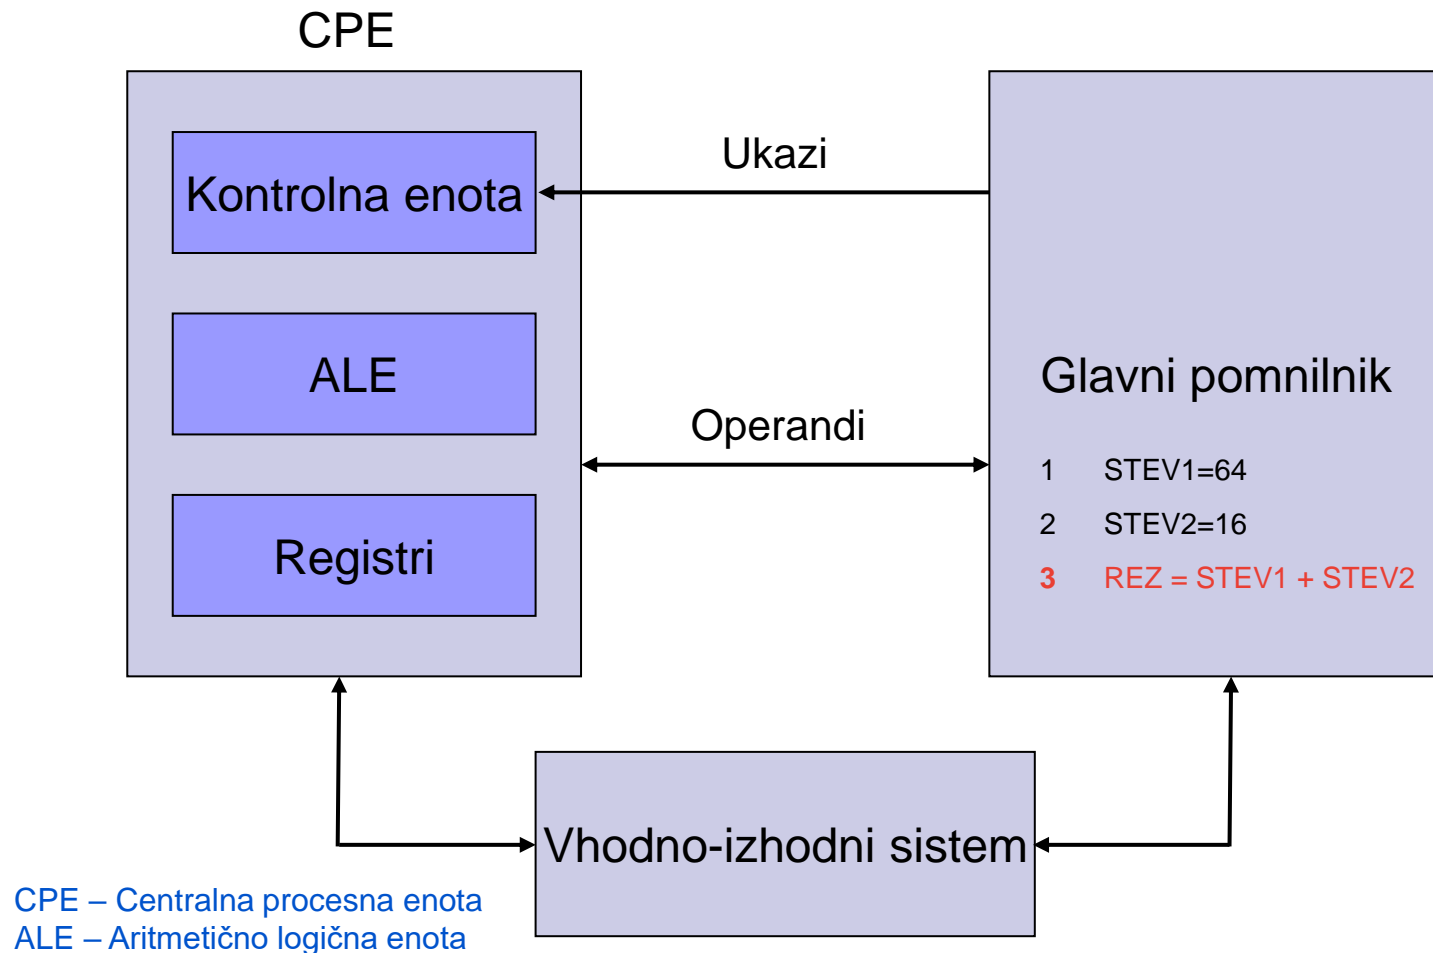 CPE
Kontrolna enota
Ukazi
ALE
Glavni pomnilnik
Operandi
1 STEV1=64
2 STEV2=16
Registri
3 REZ = STEV1 + STEV2
Vhodno-izhodni sistem
CPE – Centralna procesna enota
ALE – Aritmetično logična enota